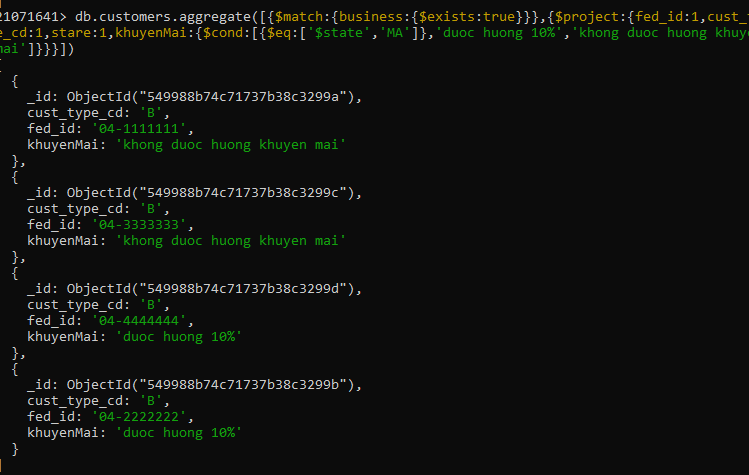 21071641> db.customers.aggregate([{$match:{business:{$exists:true}}},{$project:{fed_id:1,cust_t
e_cd:1,stare:1,khuyenMai:{$cond:[{$eq:['$state','MA']},'duoc huong 10%','khong duoc huong khuye
mai']}}}])
[
  {
    _id: ObjectId("549988b74c71737b38c3299a"),
    cust_type_cd: 'B',
    fed_id: '04-1111111',
    khuyenMai: 'khong duoc huong khuyen mai'
  },
  {
    _id: ObjectId("549988b74c71737b38c3299c"),
    cust_type_cd: 'B',
    fed_id: '04-3333333',
    khuyenMai: 'khong duoc huong khuyen mai'
  },
  {
    _id: ObjectId("549988b74c71737b38c3299d"),
    cust_type_cd: 'B',
    fed_id: '04-4444444',
    khuyenMai: 'duoc huong 10%'
  },
  {
    _id: ObjectId("549988b74c71737b38c3299b"),
    cust_type_cd: 'B',
    fed_id: '04-2222222',
    khuyenMai: 'duoc huong 10%'
  }
]